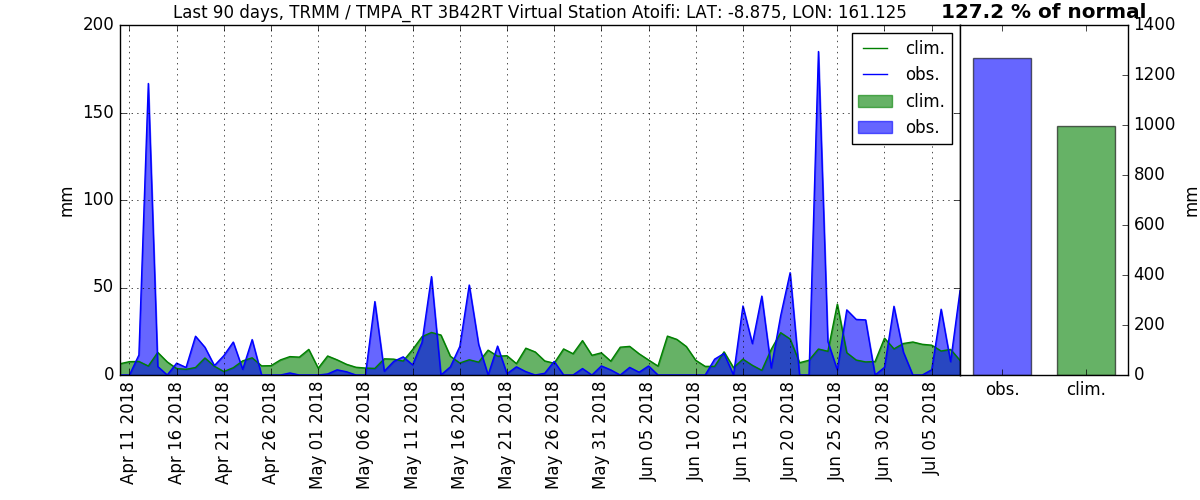 Last 90 days, TRMM / TMPA_RT 3B42RT Virtual Station Atoifi: LAT: -8.875, LON: 161.125
127.2 % of normal
200
150
100
50
0
mm
clim.
obs.
clim.
obs.
1400
1200
1000
800
600
400
200
0
mm
obs.
clim.
Apr 11 2018
Apr 16 2018
Apr 21 2018
Apr 26 2018
May 01 2018
May 06 2018
May 11 2018
May 16 2018
May 21 2018
May 26 2018
May 31 2018
Jun 05 2018
Jun 10 2018
Jun 15 2018
Jun 20 2018
Jun 25 2018
Jun 30 2018
Jul 05 2018